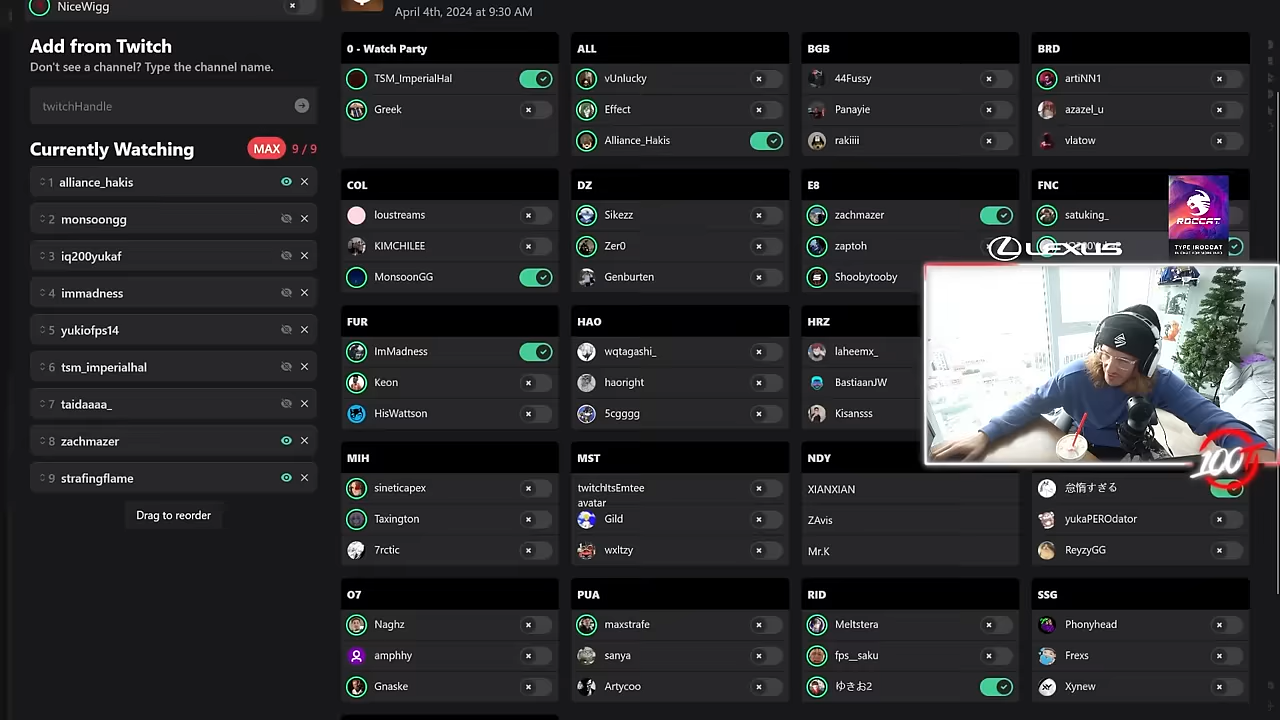 NiceWigg
April 4th, 2024 at 9:30 AM
Add from Twitch
Don't see a channel? Type the channel name.
twitchHandle
Currently Watching
MAX 9 / 9
1 alliance_hakis
2 monsoongg
3 iq200yukaf
4 immadness
5 yukiofps14
6 tsm_imperialhal
7 taidaaaa_
8 zachmazer
9 strafingflame
Drag to reorder
0 - Watch Party
TSM_ImperialHal
Greek
ALL
vUnlucky
Effect
Alliance_Hakis
BGB
44Fussy
Panayie
rakiiii
BRD
artiNN1
azazel_u
vlatow
COL
loustreams
KIMCHILEE
MonsoonGG
DZ
Sikezz
Zer0
Genburten
E8
zachmazer
zaptoh
Shoobytooby
FNC
satuking_
ROCCAT
TYPE !ROCCAT
LEXUS
FUR
ImMadness
Keon
HisWattson
HAO
wqtagashi_
haoright
5cgggg
HRZ
laheemx_
BastiaanJW
Kisansss
100T
MIH
sineticapex
Taxington
7rctic
MST
twitchItsEmtee
avatar
Gild
wxltzy
NDY
XIANXIAN
ZAvis
Mr.K
怠惰すぎる
yukaPEROdator
ReyzyGG
O7
Naghz
amphhy
Gnaske
PUA
maxstrafe
sanya
Artycoo
RID
Meltstera
fps__saku
ゆきお2
SSG
Phonyhead
Frexs
Xynew